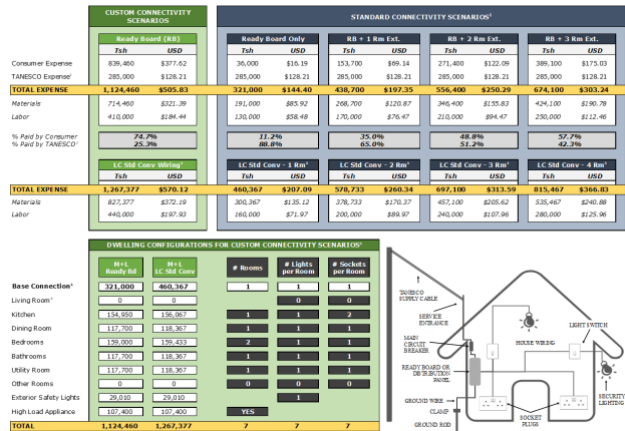 CUSTOM CONNECTIVITY SCENARIOS
STANDARD CONNECTIVITY SCENARIOS¹
Ready Board (RB) Ready Board Only RB + 1 Rm Ext. RB + 2 Rm Ext. RB + 3 Rm Ext.
Tsh USD Tsh USD Tsh USD Tsh USD Tsh USD
Consumer Expense 839,460 $377.62 36,000 $16.19 153,700 $69.14 271,400 $122.09 389,100 $175.03
TANESCO Expense 285,000 $128.21 285,000 $128.21 285,000 $128.21 285,000 $128.21 285,000 $128.21
TOTAL EXPENSE 1,124,460 $505.83 321,000 $144.40 438,700 $197.35 556,400 $250.29 674,100 $303.24
Materials 714,460 $321.39 191,000 $85.92 268,700 $120.87 346,400 $155.83 424,100 $190.78
Labor 410,000 $184.44 130,000 $58.48 170,000 $76.47 210,000 $94.47 250,000 $112.46
% Paid by Consumer 74.7% 11.2% 35.0% 48.8% 57.7%
% Paid by TANESCO 25.3% 88.8% 65.0% 51.2% 42.3%
LC Std Conv Wiring LC Std Conv - 1 Rm LC Std Conv - 2 Rm LC Std Conv - 3 Rm LC Std Conv - 4 Rm
Tsh USD Tsh USD Tsh USD Tsh USD Tsh USD
TOTAL EXPENSE 1,267,377 $570.12 460,367 $207.09 578,733 $260.34 697,100 $313.59 815,467 $366.83
Materials 827,377 $372.19 300,367 $135.12 378,733 $170.37 457,100 $205.62 535,467 $240.88
Labor 440,000 $197.93 160,000 $71.97 200,000 $89.97 240,000 $107.96 280,000 $125.96
DWELLING CONFIGURATIONS FOR CUSTOM CONNECTIVITY SCENARIOS
M+L Ready Bd M+L LC Std Conv # Rooms # Lights per Room # Sockets per Room
Base Connection 321,000 460,367 1 1 1
Living Room 0 0 0 0
Kitchen 154,950 156,067 1 1 2
Dining Room 117,700 118,367 1 1 1
Bedrooms 159,000 159,433 2 1 1
Bathrooms 117,700 118,367 1 1 1
Utility Room 117,700 118,367 1 1 1
Other Rooms 0 0 0 0 0
Exterior Safety Lights 29,010 29,010 1
High Load Appliance 107,400 107,400 YES
TOTAL 1,124,460 1,267,377 7 7 7
TANESCO SUPPLY CABLE
SERVICE ENTRANCE
MAIN CIRCUIT BREAKER
HOUSE WIRING
LIGHT SWITCH
READY BOARD OR DISTRIBUTION PANEL
SECURITY LIGHTING
GROUND WIRE
CLAMP
GROUND ROD
SOCKET PLUGS